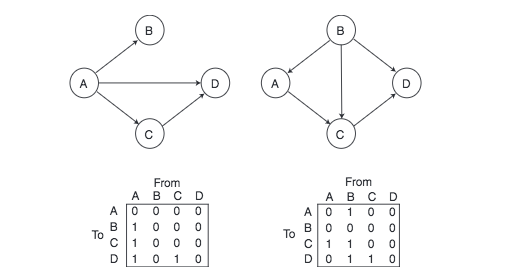 B
A
D
C
B
A
D
C
From
A B C D
A 0 0 0 0
To
B 1 0 0 0
C 1 0 0 0
D 1 0 1 0
From
A B C D
A 0 1 0 0
To
B 0 0 0 0
C 1 1 0 0
D 0 1 1 0